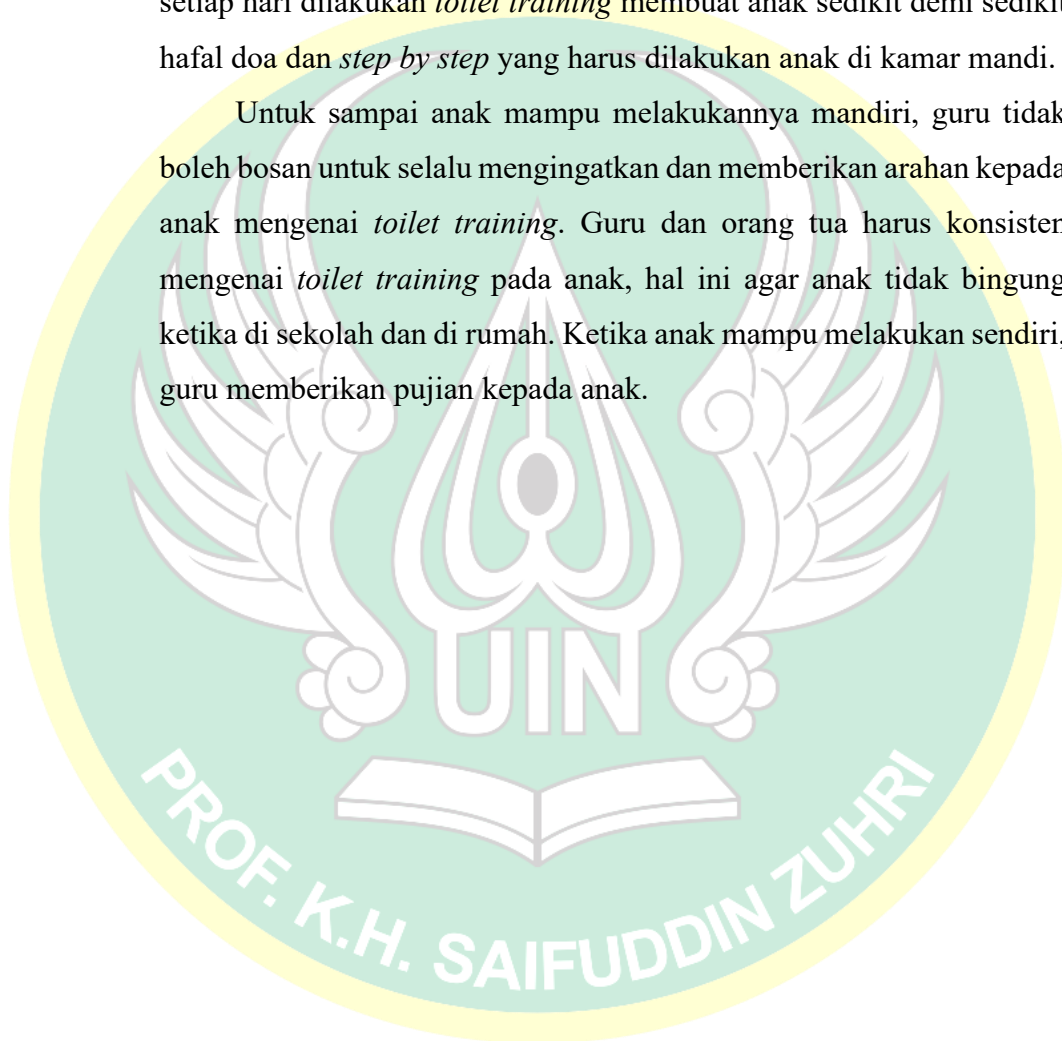 setiap hari dilakukan toilet training membuat anak sedikit demi sedikit
hafal doa dan step by step yang harus dilakukan anak di kamar mandi.
Untuk sampai anak mampu melakukannya mandiri, guru tidak
boleh bosan untuk selalu mengingatkan dan memberikan arahan kepada
anak mengenai toilet training. Guru dan orang tua harus konsisten
mengenai toilet training pada anak, hal ini agar anak tidak bingung
ketika di sekolah dan di rumah. Ketika anak mampu melakukan sendiri,
guru memberikan pujian kepada anak.
UIN
PROF. K.H. SAIFUDDIN ZUHRI